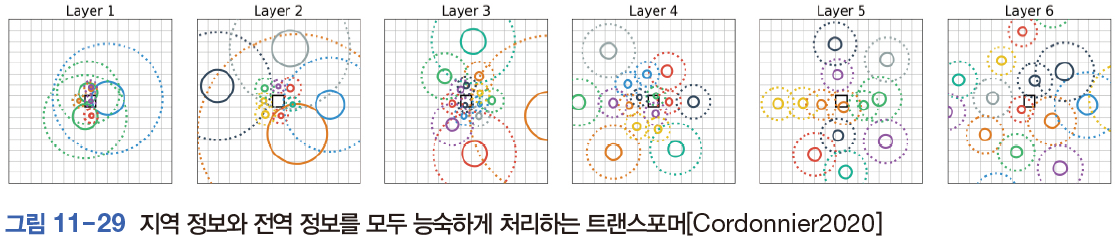 Layer 1 Layer 2 Layer 3 Layer 4 Layer 5 Layer 6
그림 11-29 지역 정보와 전역 정보를 모두 능숙하게 처리하는 트랜스포머[Cordonnier2020]